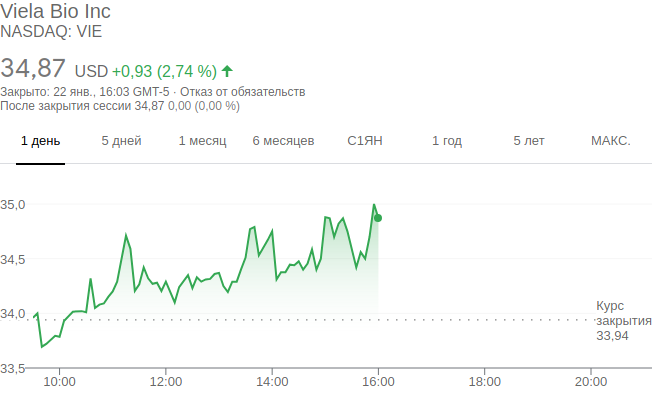 Viela Bio Inc
NASDAQ: VIE
34,87 USD +0,93 (2,74 %)
Закрыто: 22 янв., 16:03 GMT-5 · Отказ от обязательств
После закрытия сессии 34,87 0,00 (0,00 %)
1 день 5 дней 1 месяц 6 месяцев С1ЯН 1 год 5 лет МАКС.
35,0
34,5
34,0
Курс
закрытия
33,94
33,5
10:00 12:00 14:00 16:00 18:00 20:00